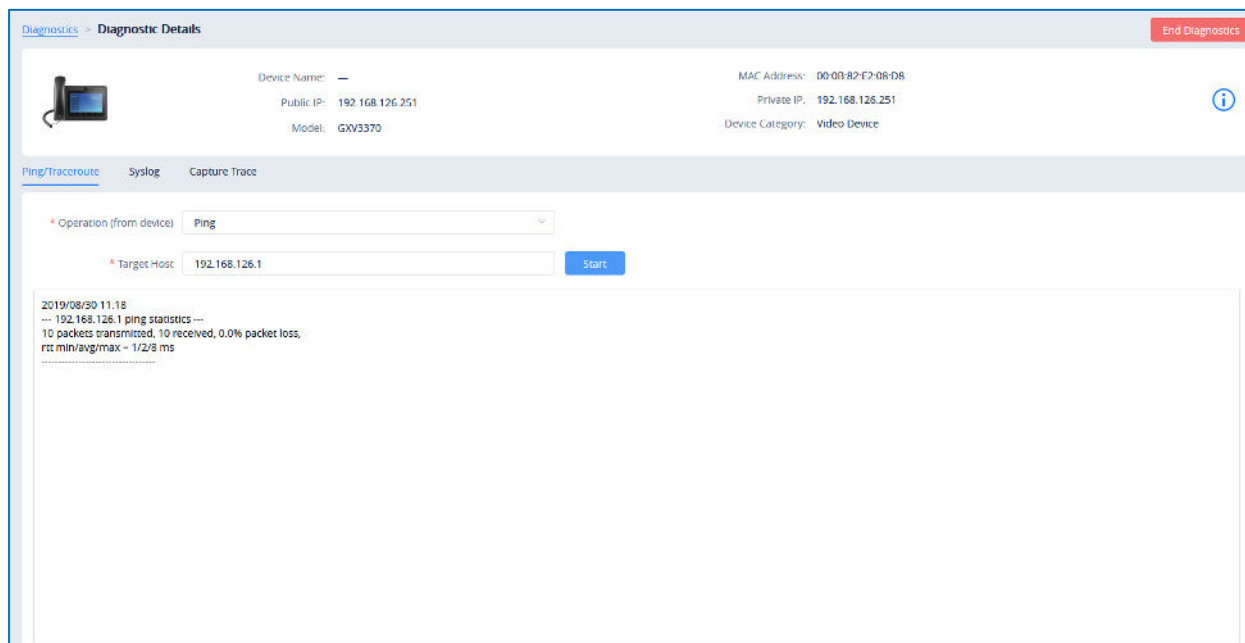 Diagnostics > Diagnostic Details
End Diagnostics
Device Name: —
MAC Address: 00-0B-82-E2-08-D8
Public IP: 192.168.126.251
Private IP: 192.168.126.251
Model: GXV3370
Device Category: Video Device
Ping/Traceroute
Syslog
Capture Trace
* Operation (from device)
Ping
* Target Host
192.168.126.1
Start
2019/08/30 11:18
--- 192.168.126.1 ping statistics ---
10 packets transmitted, 10 received, 0.0% packet loss,
rtt min/avg/max = 1/2/8 ms
----------------------------------